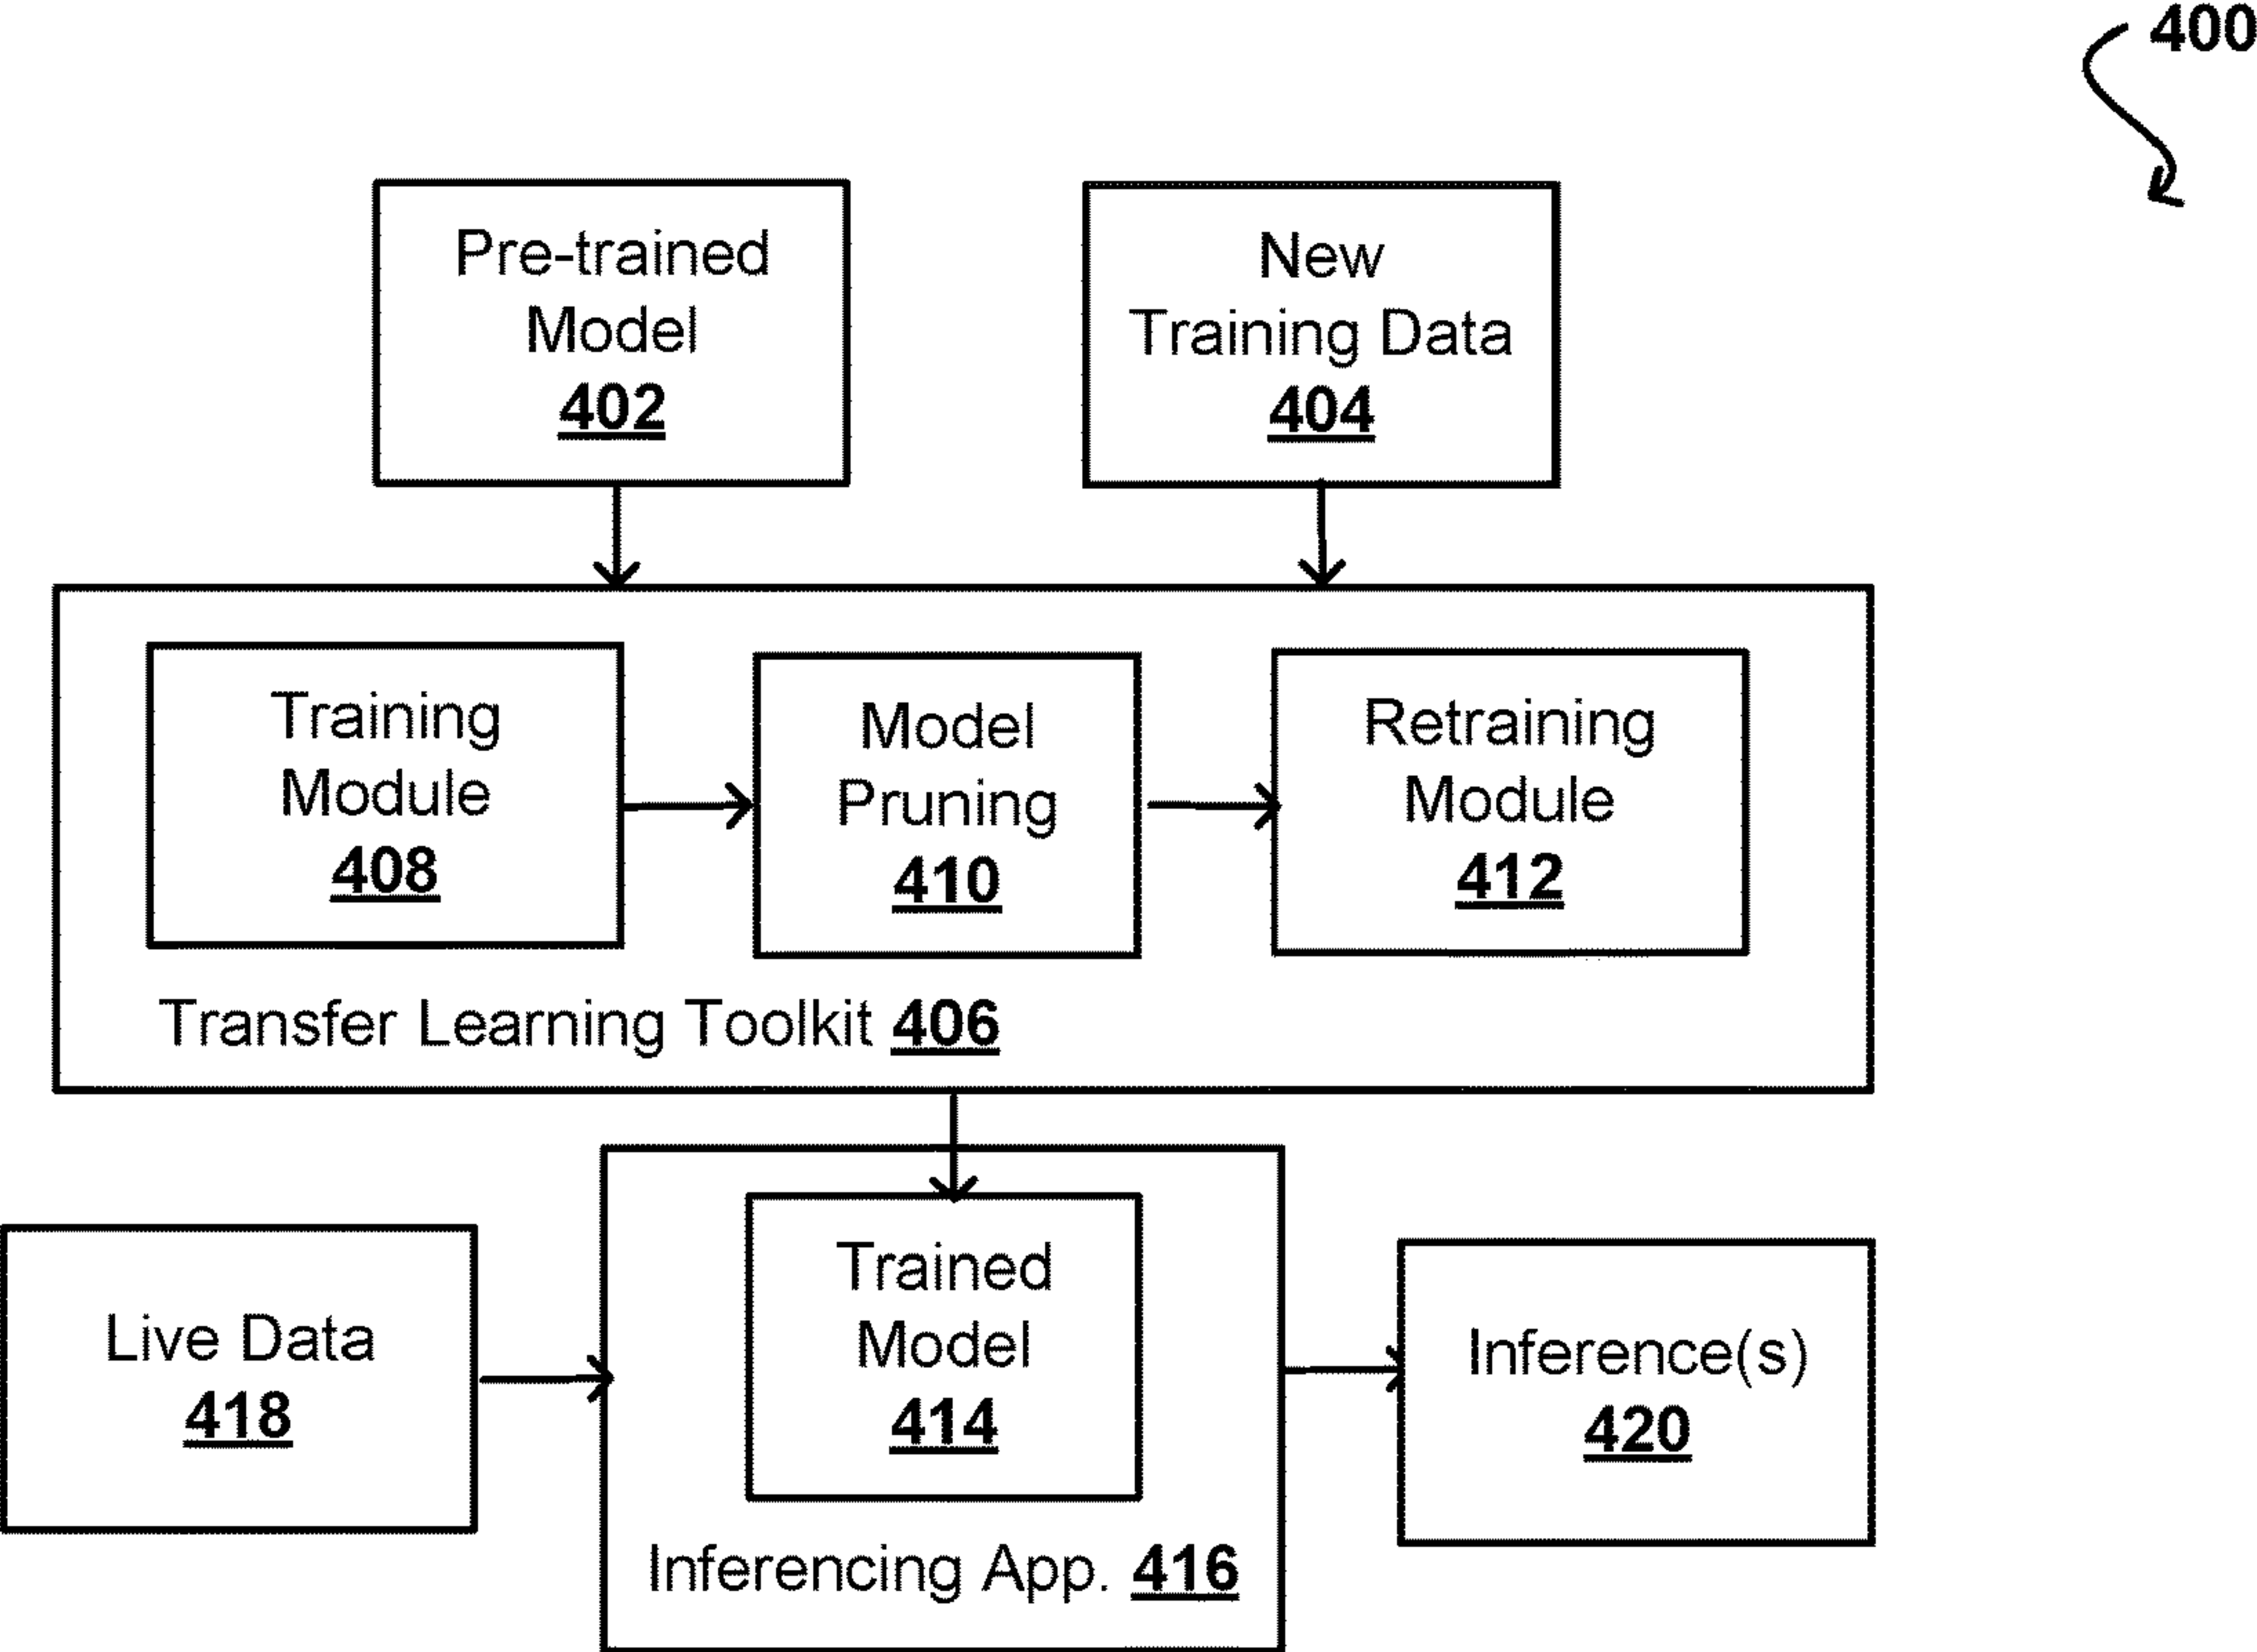 400
Pre-trained
Model
402
New
Training Data
404
Training
Module
408
Model
Pruning
410
Retraining
Module
412
Transfer Learning Toolkit 406
Live Data
418
Trained
Model
414
Inferencing App. 416
Inference(s)
420